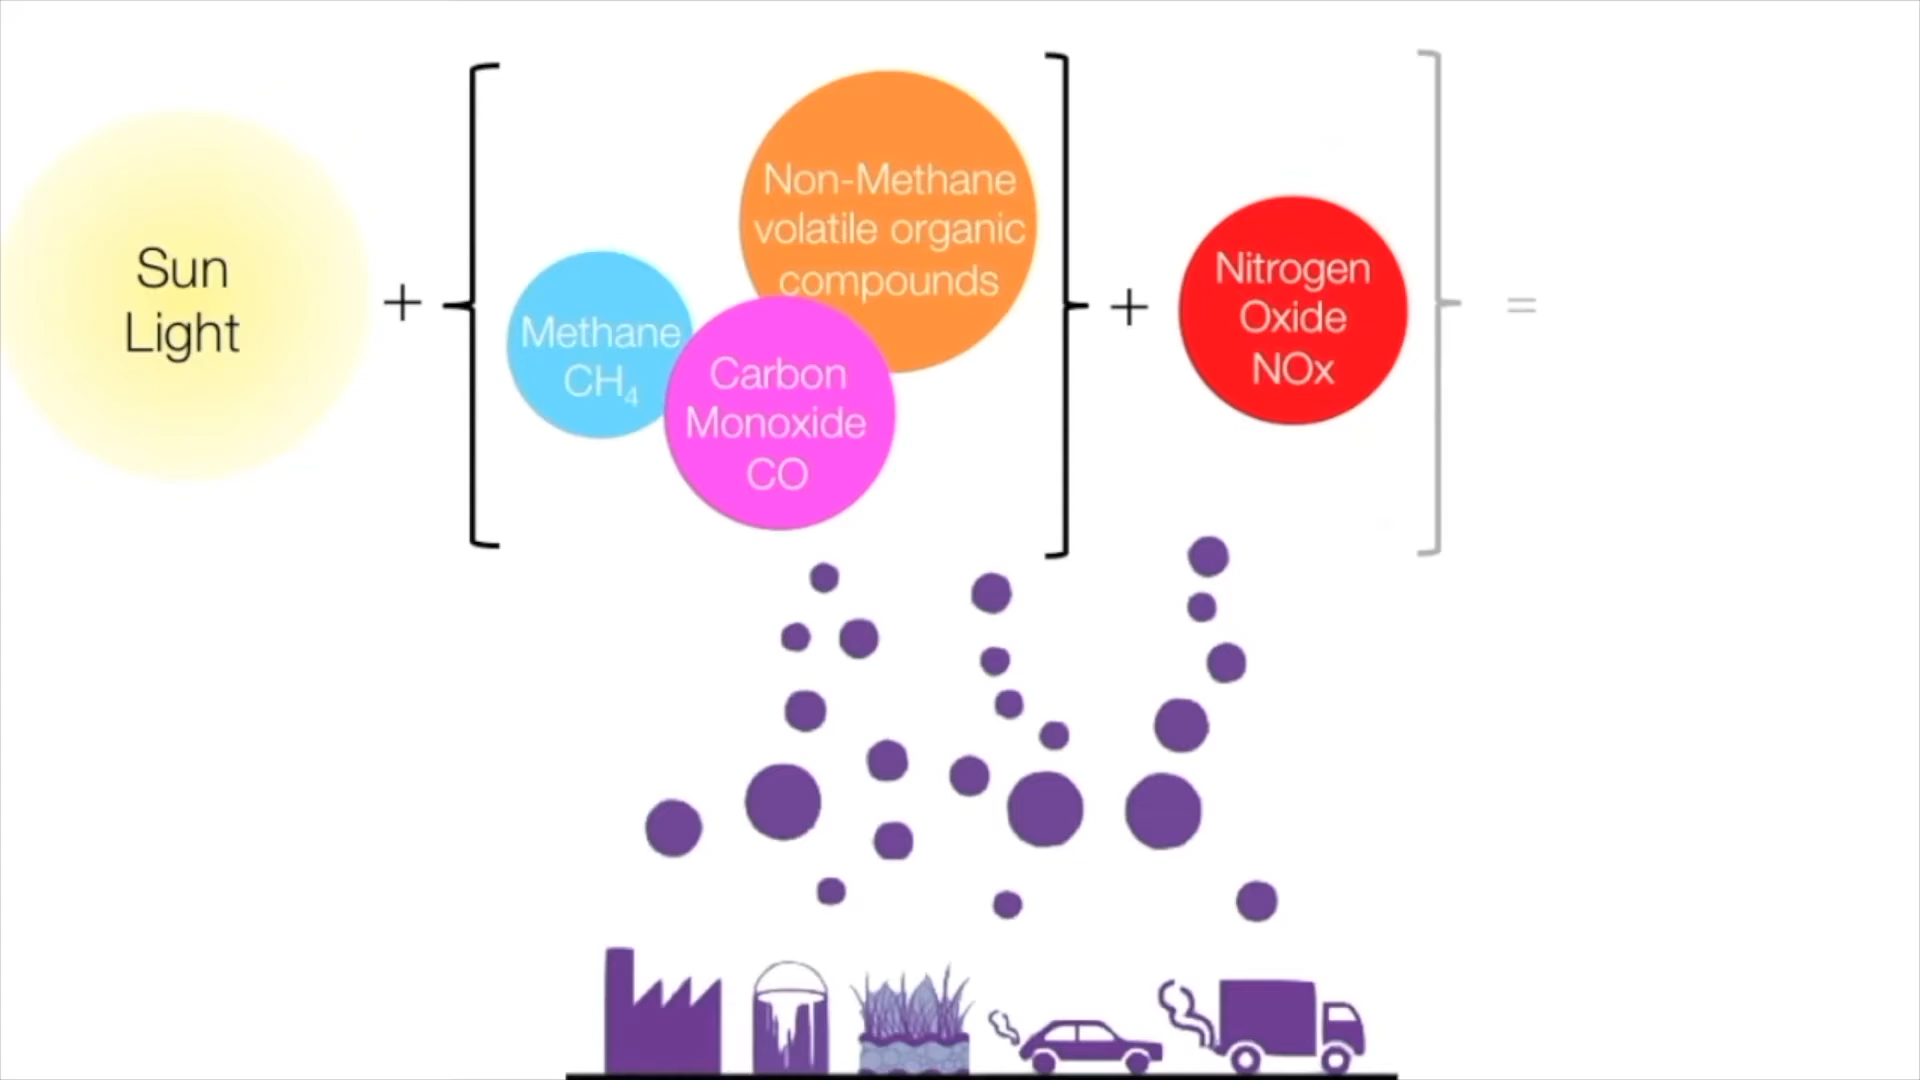 Sun
Light
+
Methane
CH₄
Non-Methane
volatile organic
compounds
Carbon
Monoxide
CO
+
Nitrogen
Oxide
NOx
=